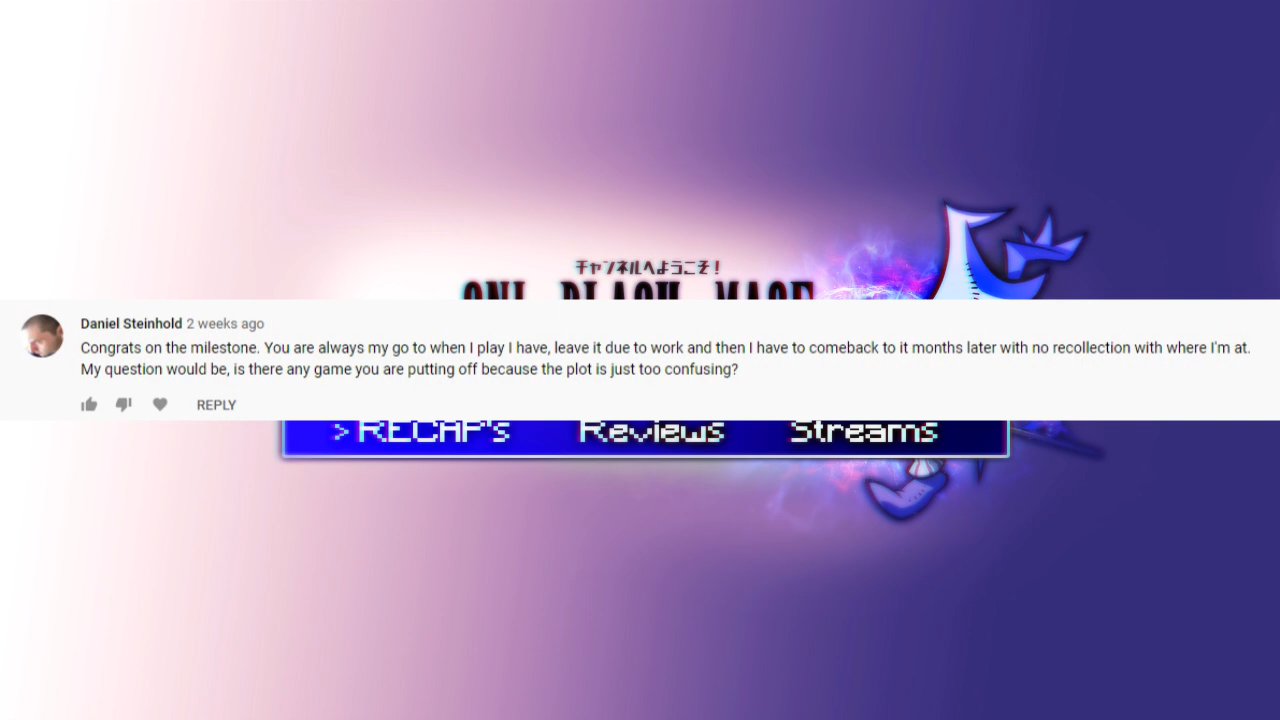 チャンネルへようこそ!
ONI BLACK MAGE
Daniel Steinhold 2 weeks ago
Congrats on the milestone. You are always my go to when I play I have, leave it due to work and then I have to comeback to it months later with no recollection with where I'm at.
My question would be, is there any game you are putting off because the plot is just too confusing?
REPLY
> RECAP's Reviews Streams